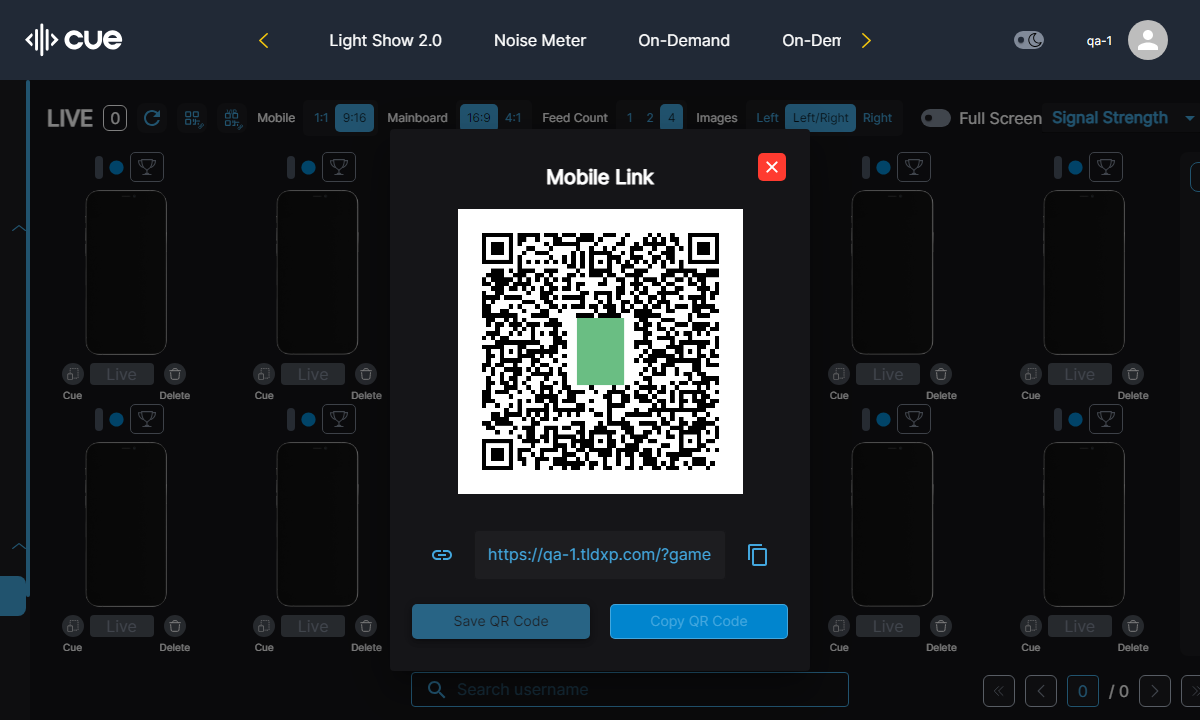 cue
Light Show 2.0
Noise Meter
On-Demand
On-Dem
qa-1
LIVE 0
Mobile 1:1 9:16
Mainboard 16:9 4:1
Feed Count 1 2 4
Images Left Left/Right Right
Full Screen
Signal Strength
Mobile Link
https://qa-1.tldxp.com/?game
Save QR Code
Copy QR Code
Live Live Live Live
Cue Delete Cue Delete Cue Delete Cue Delete
Live Live Live Live
Cue Delete Cue Delete Cue Delete Cue Delete
Search username
0 / 0